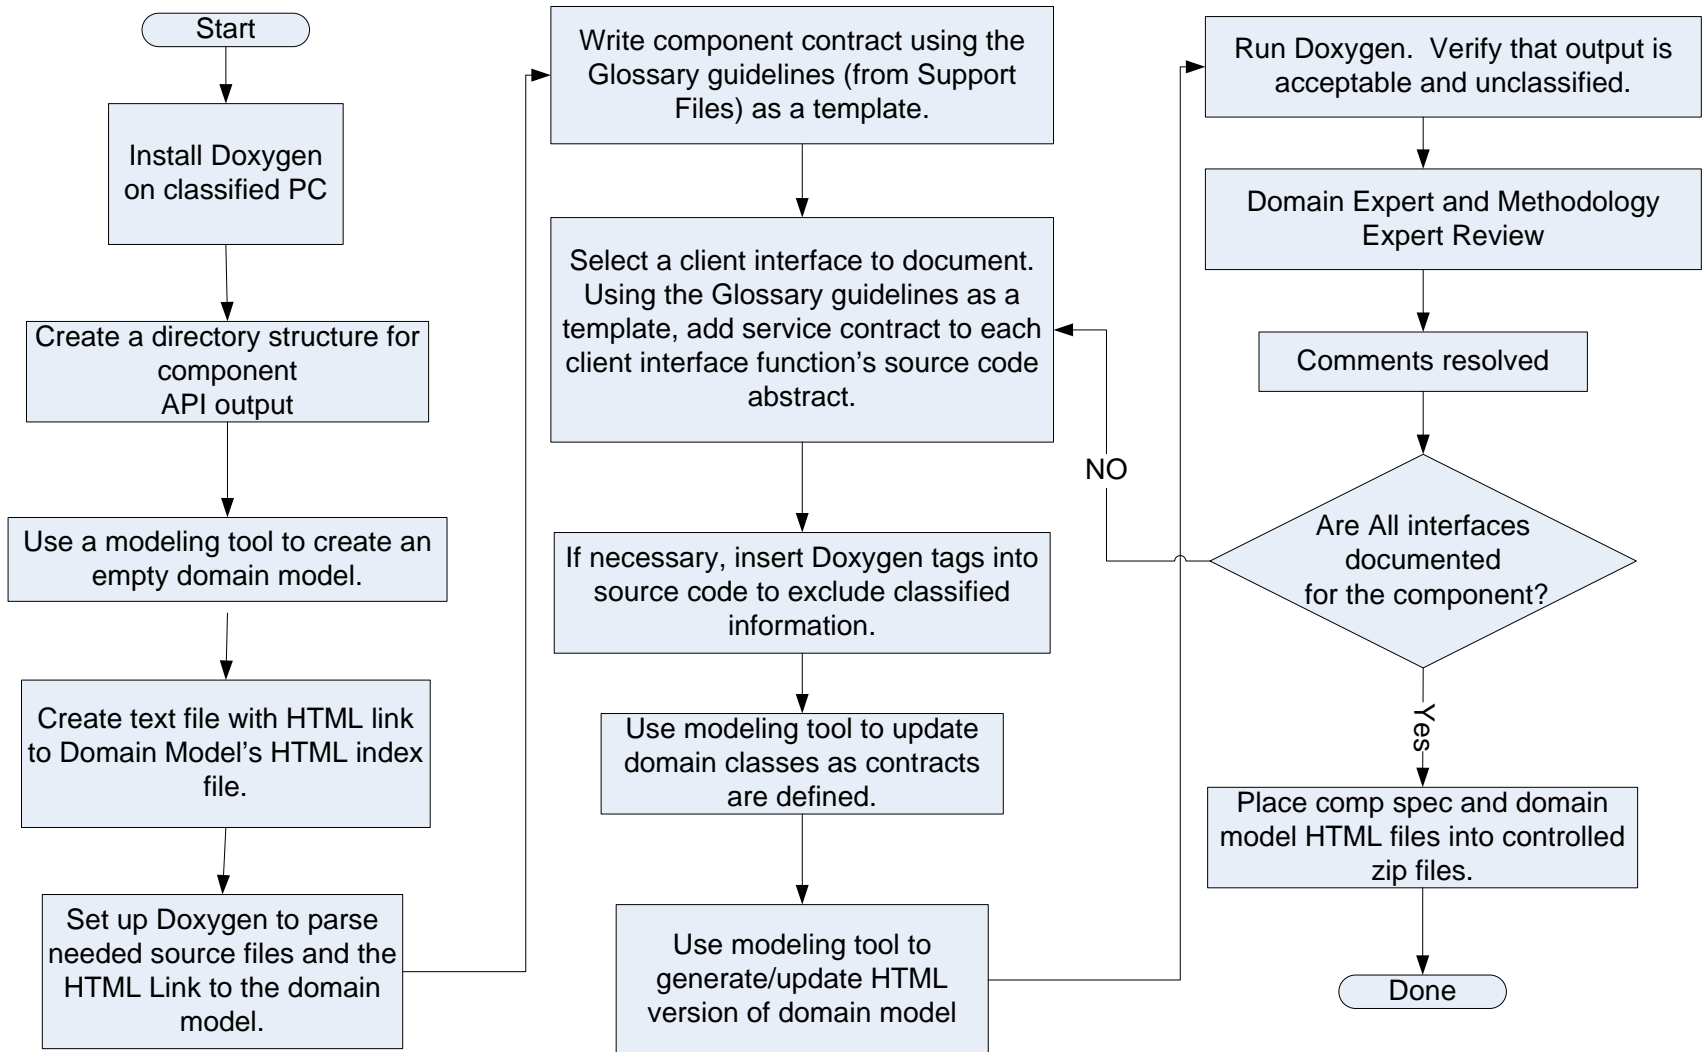 Start
Install Doxygen
on classified PC
Create a directory structure for
component
API output
Use a modeling tool to create an
empty domain model.
Create text file with HTML link
to Domain Model’s HTML index
file.
Set up Doxygen to parse
needed source files and the
HTML Link to the domain
model.
Write component contract using the
Glossary guidelines (from Support
Files) as a template.
Select a client interface to document.
Using the Glossary guidelines as a
template, add service contract to each
client interface function’s source code
abstract.
If necessary, insert Doxygen tags into
source code to exclude classified
information.
Use modeling tool to update
domain classes as contracts
are defined.
Use modeling tool to
generate/update HTML
version of domain model
Run Doxygen.  Verify that output is
acceptable and unclassified.
Domain Expert and Methodology
Expert Review
Comments resolved
Are All interfaces
documented
for the component?
NO
Yes
Place comp spec and domain
model HTML files into controlled
zip files.
Done